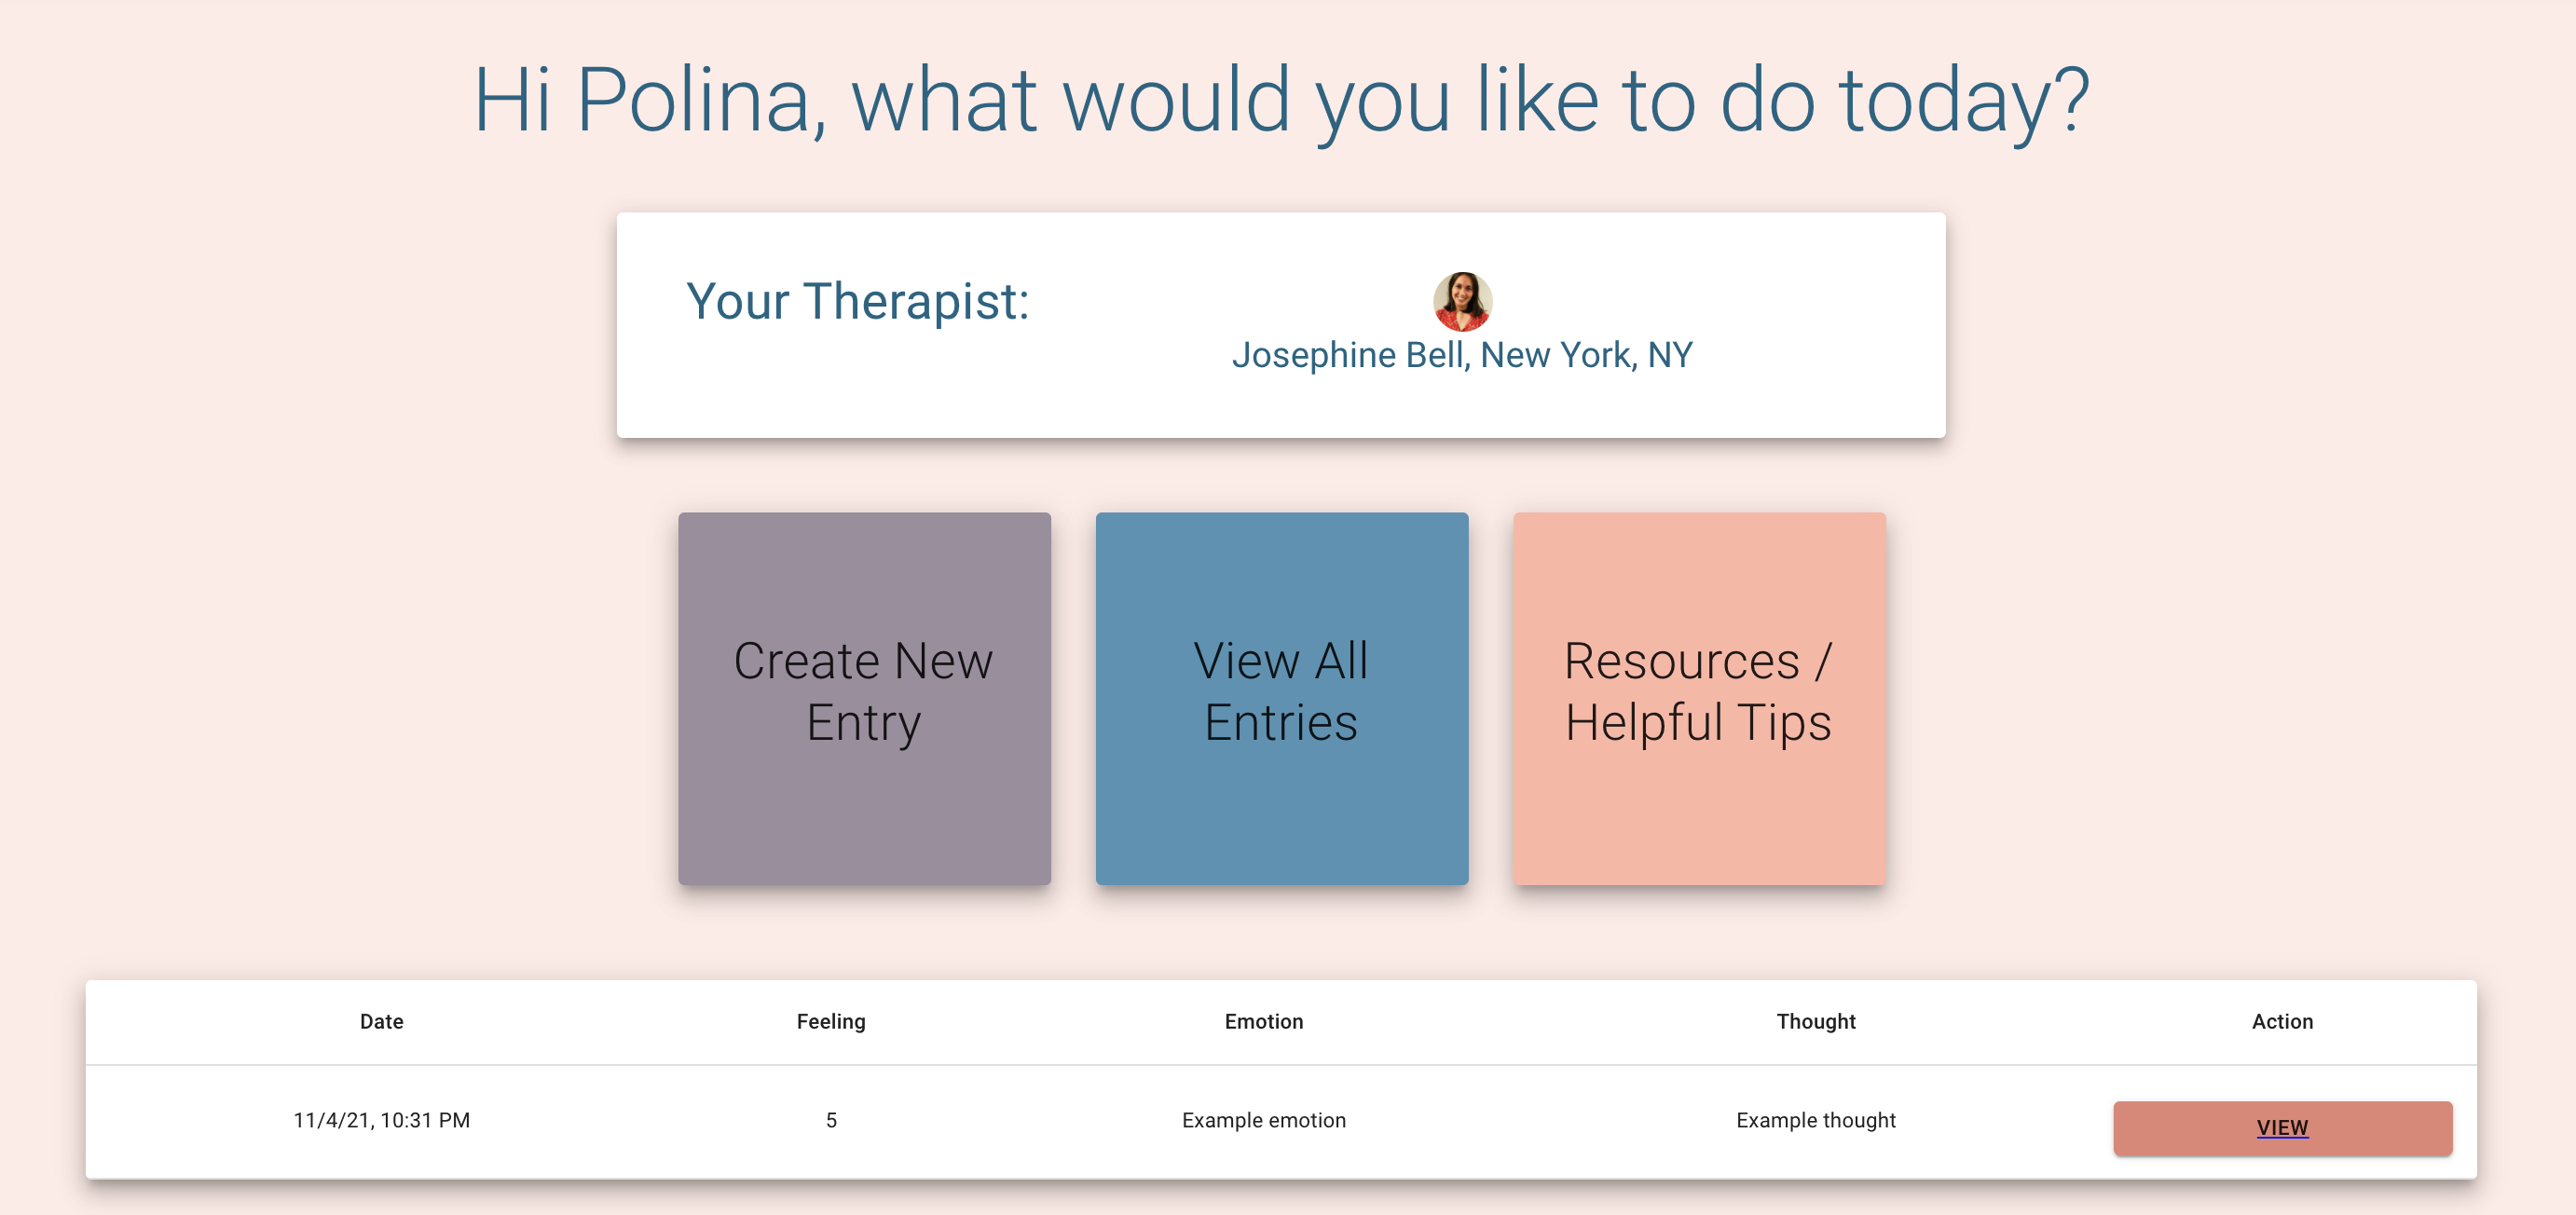 Hi Polina, what would you like to do today?
Your Therapist:
Josephine Bell, New York, NY
Create New
Entry
View All
Entries
Resources /
Helpful Tips
Date Feeling Emotion Thought Action
11/4/21, 10:31 PM 5 Example emotion Example thought VIEW